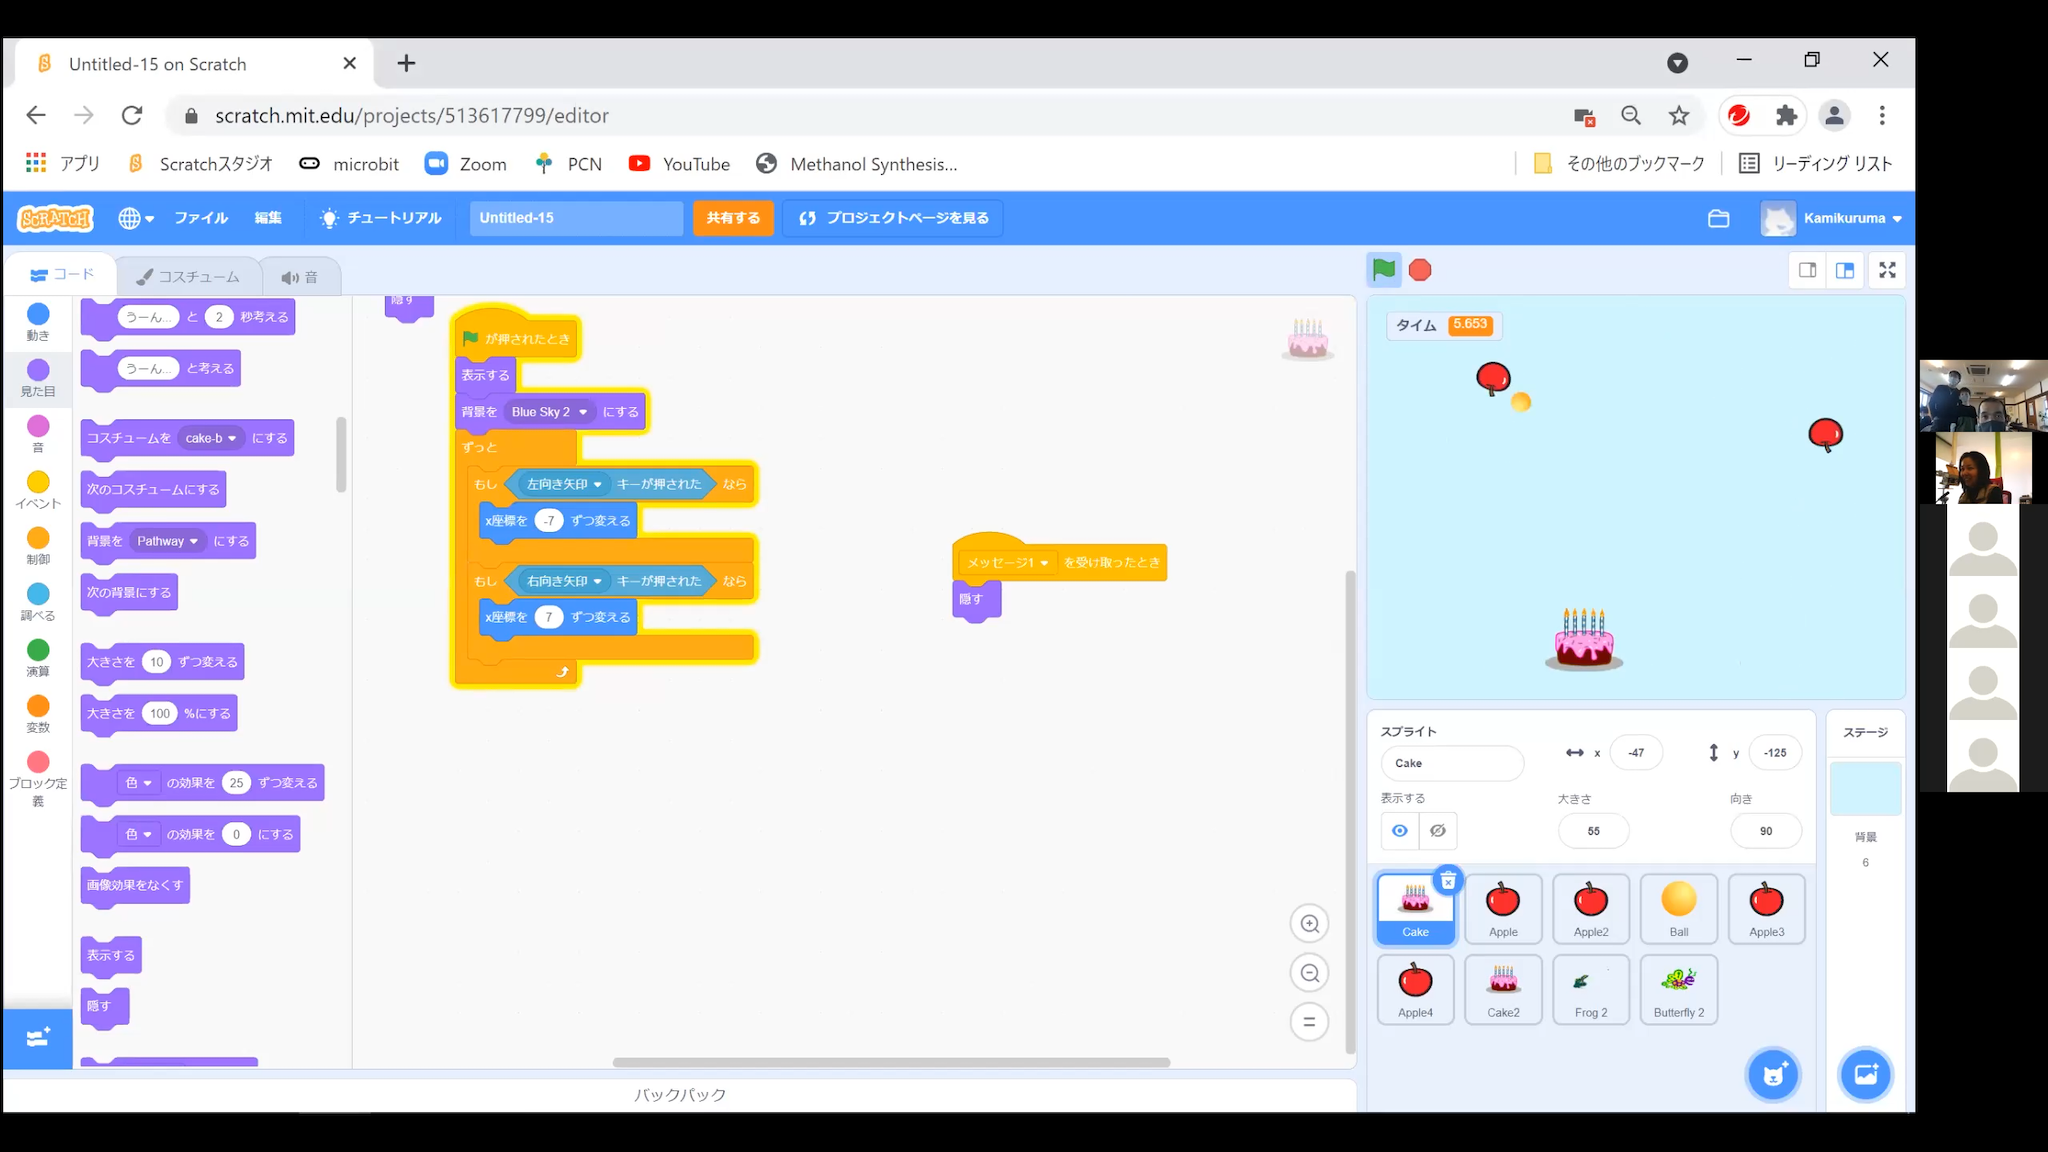 Untitled-15 on Scratch
scratch.mit.edu/projects/513617799/editor
アプリ Scratchスタジオ microbit Zoom PCN YouTube Methanol Synthesis... その他のブックマーク リーディング リスト
SCRATCH ファイル 編集 チュートリアル Untitled-15 共有する プロジェクトページを見る Kamikuruma
コード コスチューム 音
動き
見た目
音
イベント
制御
調べる
演算
変数
ブロック定義
うーん... と 2 秒考える
うーん... と考える
コスチュームを cake-b にする
次のコスチュームにする
背景を Pathway にする
次の背景にする
大きさを 10 ずつ変える
大きさを 100 %にする
色 の効果を 25 ずつ変える
色 の効果を 0 にする
画像効果をなくす
表示する
隠す
隠す
が押されたとき
表示する
背景を Blue Sky 2 にする
ずっと
もし 左向き矢印 キーが押された なら
x座標を -7 ずつ変える
もし 右向き矢印 キーが押された なら
x座標を 7 ずつ変える
メッセージ1 を受け取ったとき
隠す
バックパック
タイム 5.653
スプライト
Cake x -47 y -125
表示する 大きさ 向き
55 90
Cake Apple Apple2 Ball Apple3
Apple4 Cake2 Frog 2 Butterfly 2
ステージ
背景
6